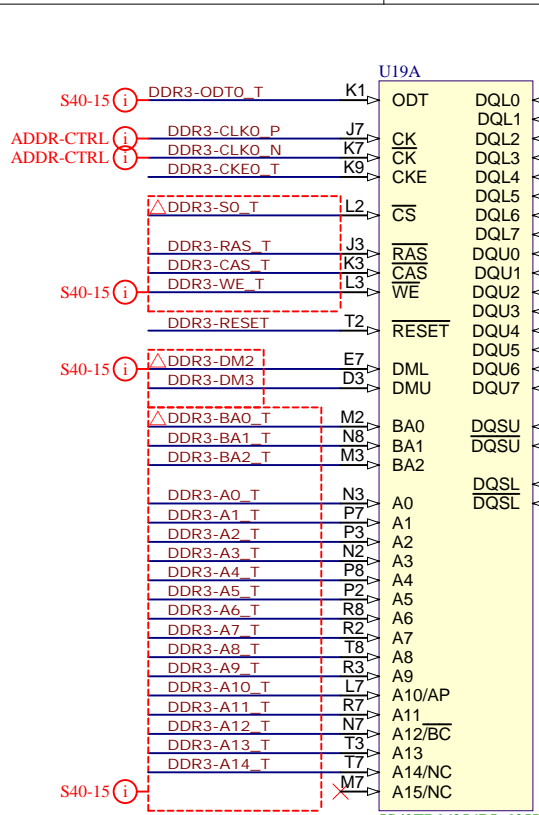 U19A
S40-15 i DDR3-ODT0_T K1 ODT DQL0
DQL1
ADDR-CTRL i DDR3-CLK0_P J7 CK DQL2
ADDR-CTRL i DDR3-CLK0_N K7 CK DQL3
DDR3-CKE0_T K9 CKE DQL4
DQL5
DDR3-S0_T L2 CS DQL6
DQL7
DDR3-RAS_T J3 RAS DQU0
DDR3-CAS_T K3 CAS DQU1
S40-15 i DDR3-WE_T L3 WE DQU2
DQU3
DDR3-RESET T2 RESET DQU4
DQU5
S40-15 i DDR3-DM2 E7 DML DQU6
DDR3-DM3 D3 DMU DQU7
DDR3-BA0_T M2 BA0 DQSU
DDR3-BA1_T N8 BA1 DQSU
DDR3-BA2_T M3 BA2
DQSL
DDR3-A0_T N3 A0 DQSL
DDR3-A1_T P7 A1
DDR3-A2_T P3 A2
DDR3-A3_T N2 A3
DDR3-A4_T P8 A4
DDR3-A5_T P2 A5
DDR3-A6_T R8 A6
DDR3-A7_T R2 A7
DDR3-A8_T T8 A8
DDR3-A9_T R3 A9
DDR3-A10_T L7 A10/AP
DDR3-A11_T R7 A11
DDR3-A12_T N7 A12/BC
DDR3-A13_T T3 A13
DDR3-A14_T T7 A14/NC
S40-15 i M7 A15/NC